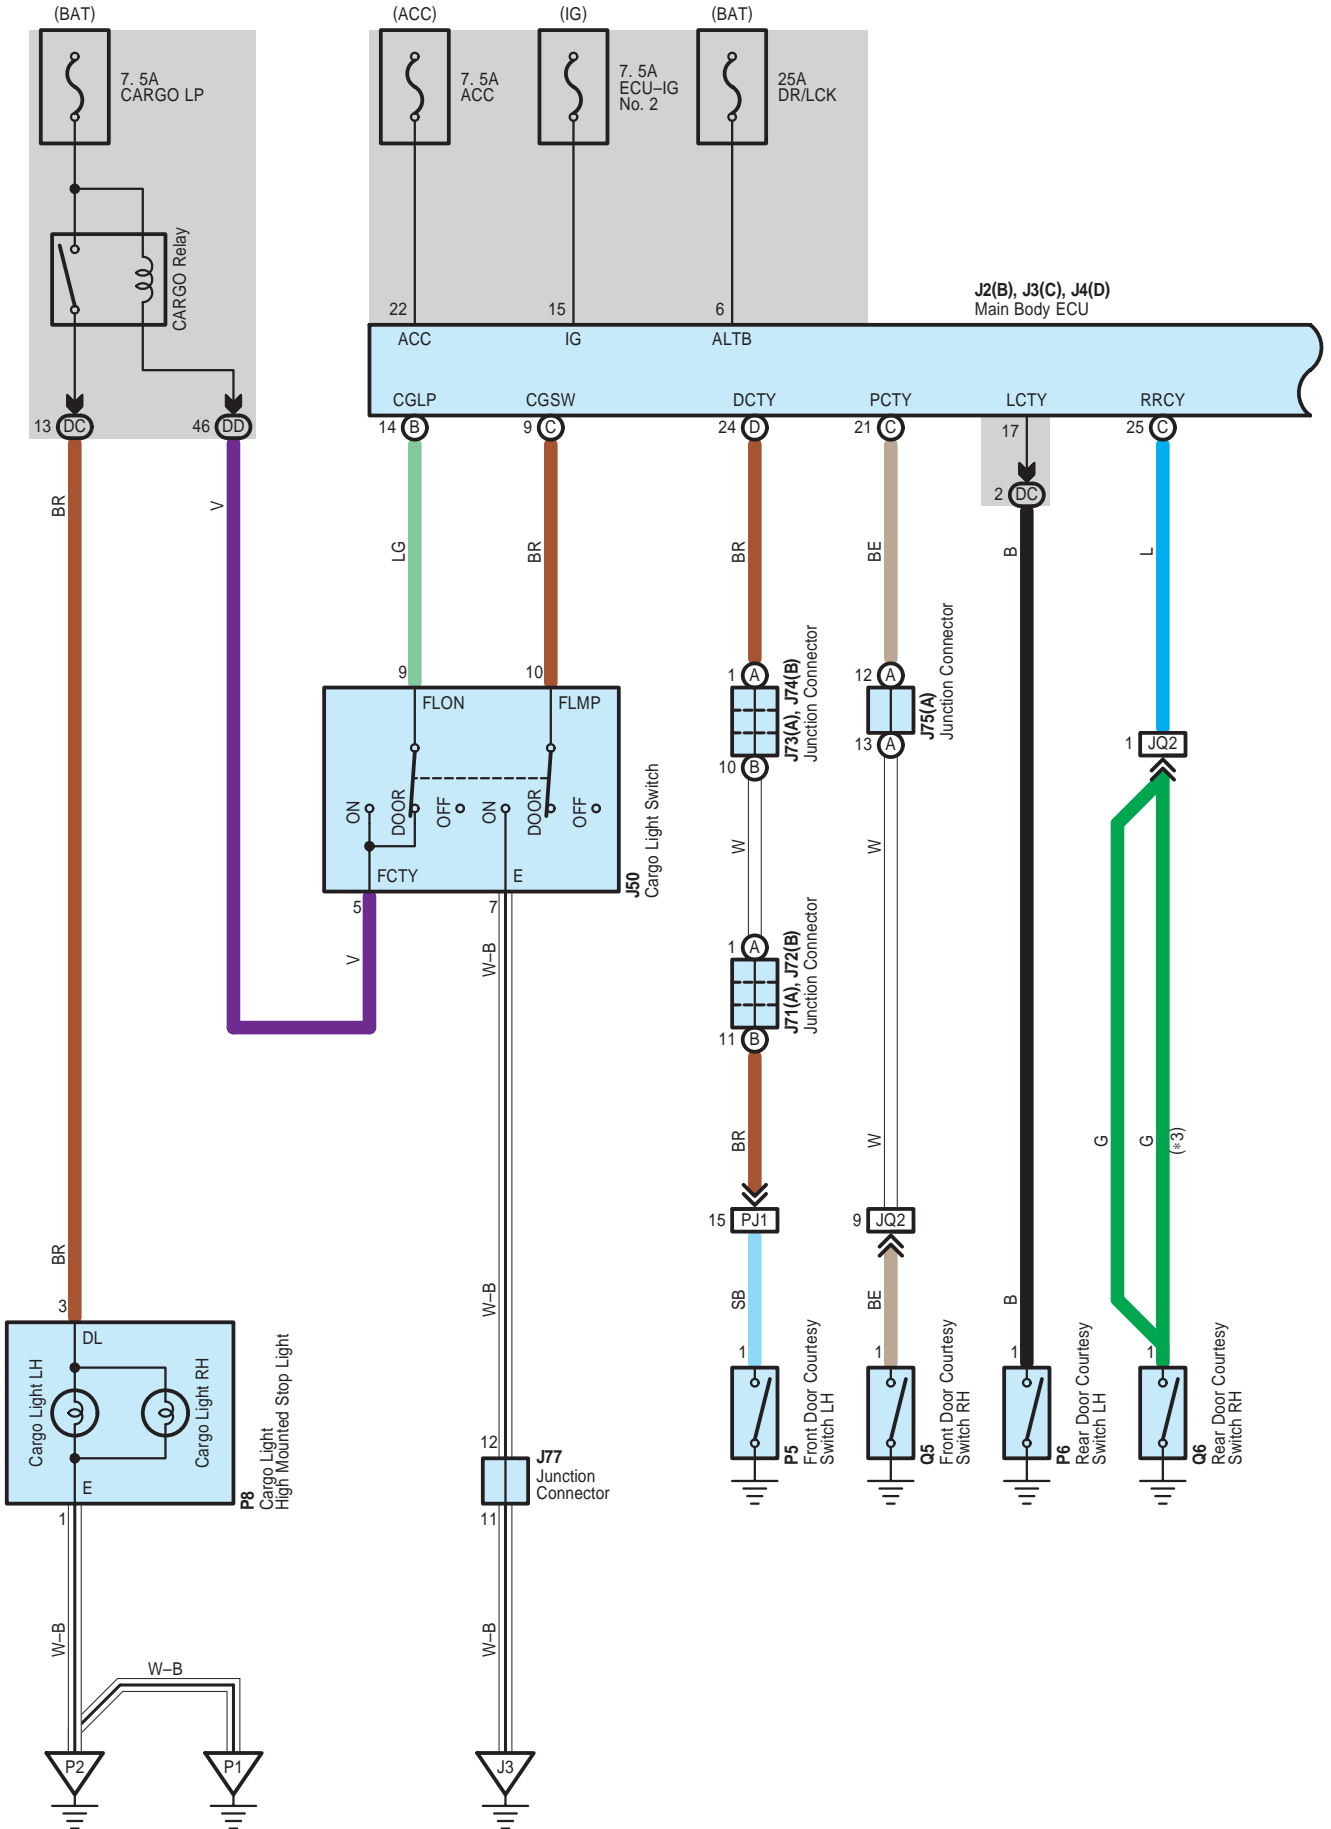 (BAT)
(ACC)
(IG)
(BAT)
7. 5A
CARGO LP
7. 5A
ACC
7. 5A
ECU–IG
No. 2
25A
DR/LCK
CARGO Relay
22
15
6
J2(B), J3(C), J4(D)
Main Body ECU
ACC
IG
ALTB
CGLP
CGSW
DCTY
PCTY
LCTY
RRCY
13 DC
46 DD
14 B
9 C
24 D
21 C
17
25 C
2 DC
BR
V
LG
BR
BR
BE
B
L
9
10
1 A
J73(A), J74(B)
Junction Connector
12 A
J75(A)
Junction Connector
FLON
FLMP
13 A
1 JQ2
10 B
ON
DOOR
OFF
ON
DOOR
OFF
FCTY
E
J50
Cargo Light Switch
W
W
5
7
V
W–B
1 A
J71(A), J72(B)
Junction Connector
11 B
BR
W
G
G
(*3)
15 PJ1
9 JQ2
BR
W–B
SB
BE
B
3
DL
Cargo Light LH
Cargo Light RH
E
P8
Cargo Light
High Mounted Stop Light
1
1
1
1
1
P5
Front Door Courtesy
Switch LH
Q5
Front Door Courtesy
Switch RH
P6
Rear Door Courtesy
Switch LH
Q6
Rear Door Courtesy
Switch RH
12
J77
Junction
Connector
11
W–B
W–B
W–B
P2
P1
J3